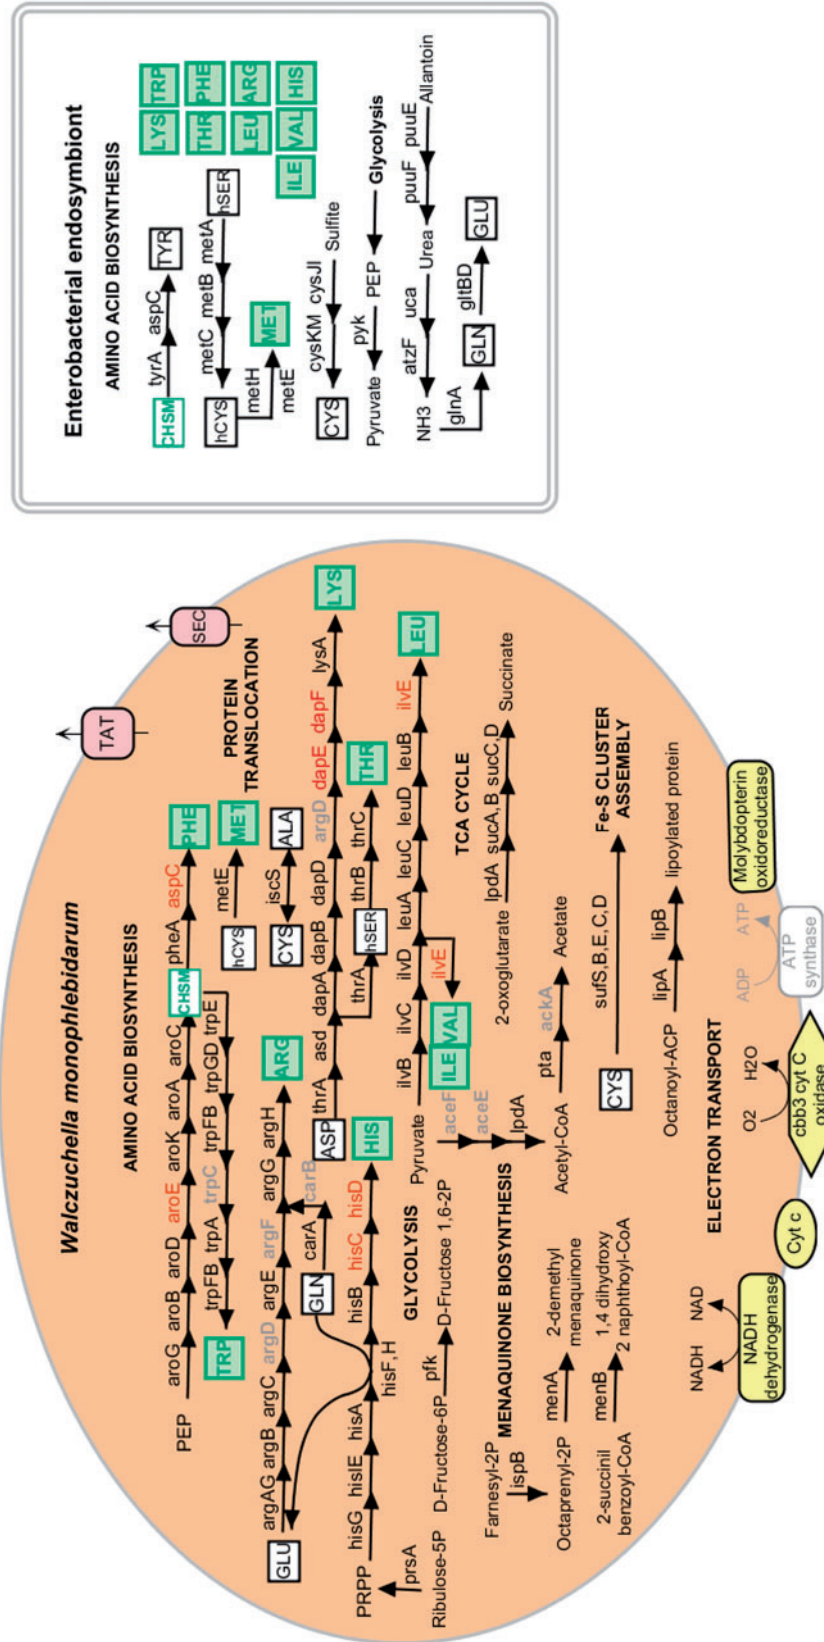 Walczuchella monophlebidarum
AMINO ACID BIOSYNTHESIS
PEP
aroG
aroB
aroD
aroE
aroK
aroA
aroC
CHSM
pheA
aspC
PHE
TRP
trpFB
trpA
trpC
trpFB
trpGD
trpE
hCYS
metE
MET
CYS
iscS
ALA
GLU
argAG
argB
argC
argD
argE
argF
argG
argH
ARG
GLN
carA
carB
ASP
thrA
asd
dapA
dapB
dapD
argD
dapE
dapF
lysA
LYS
thrA
hSER
thrB
thrC
THR
PRPP
hisG
hisIE
hisA
hisF,H
hisB
hisC
hisD
HIS
prsA
Ribulose-5P
GLYCOLYSIS
D-Fructose-6P
pfk
D-Fructose 1,6-2P
Pyruvate
ilvB
ilvC
ilvD
leuA
leuC
leuD
leuB
ilvE
LEU
ilvE
ILE
VAL
aceF
aceE
lpdA
Acetyl-CoA
pta
ackA
Acetate
TCA CYCLE
2-oxoglutarate
lpdA
sucA, B
sucC,D
Succinate
MENAQUINONE BIOSYNTHESIS
Farnesyl-2P
ispB
Octaprenyl-2P
menA
2-demethyl
menaquinone
2-succinil
benzoyl-CoA
menB
1,4 dihydroxy
2 naphthoyl-CoA
Fe-S CLUSTER
ASSEMBLY
CYS
sufS,B,E,C,D
Octanoyl-ACP
lipA
lipB
lipoylated protein
ELECTRON TRANSPORT
NADH
NAD
NADH
dehydrogenase
Cyt c
O2
H2O
cbb3 cyt C
oxidase
ADP
ATP
ATP
synthase
Molybdopterin
oxidoreductase
PROTEIN
TRANSLOCATION
TAT
SEC
Enterobacterial endosymbiont
AMINO ACID BIOSYNTHESIS
CHSM
tyrA
aspC
TYR
LYS
TRP
THR
PHE
LEU
ARG
ILE
VAL
HIS
hCYS
metC
metB
metA
hSER
metH
metE
MET
CYS
cysKM
cysJI
Sulfite
Pyruvate
pyk
PEP
Glycolysis
NH3
atzF
uca
Urea
puuF
puuE
Allantoin
glnA
GLN
gltBD
GLU